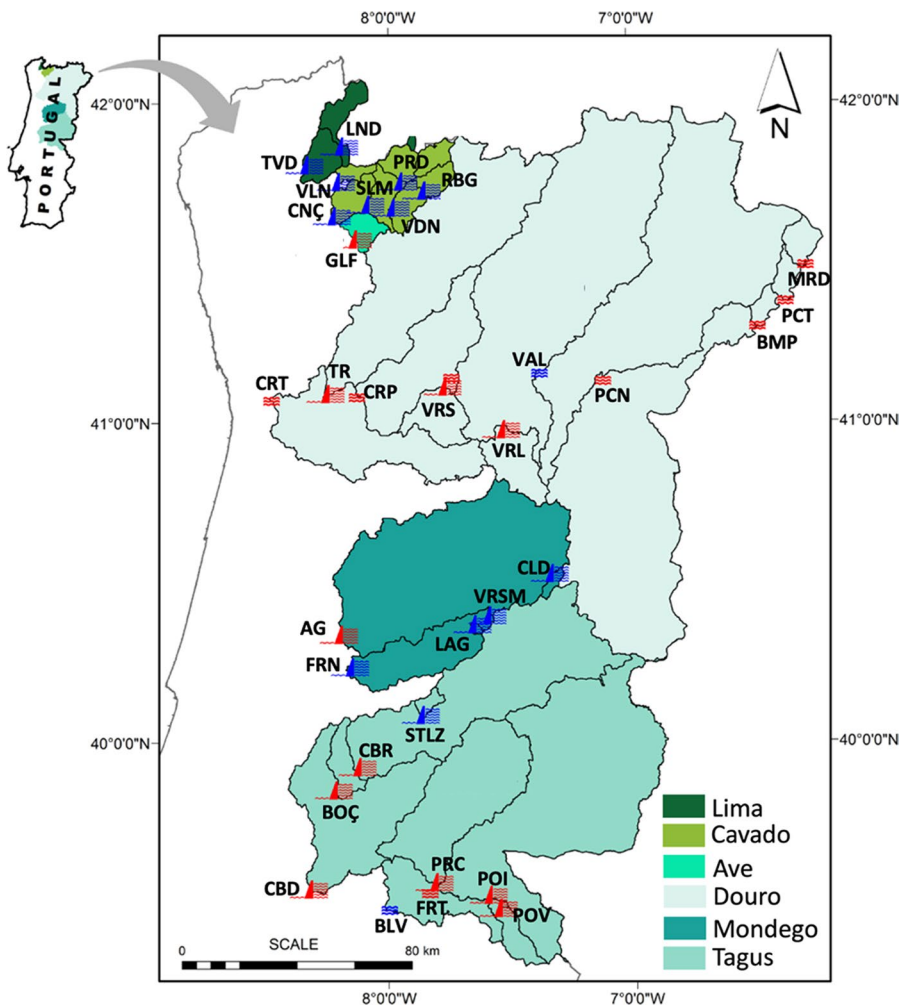 8°0'0"W 7°0'0"W
PORTUGAL
42°0'0"N 42°0'0"N
N
LND
TVD
PRD
VLN SLM RBG
CNÇ
VDN
GLF
MRD
PCT
BMP
VAL
TR
CRT CRP
PCN
VRS
41°0'0"N 41°0'0"N
VRL
CLD
VRSM
AG
LAG
FRN
STLZ
40°0'0"N 40°0'0"N
CBR
BOÇ
Lima
Cavado
PRC
Ave
POI
CBD
FRT
Douro
POV
BLV
Mondego
SCALE
0 80 km
Tagus
8°0'0"W 7°0'0"W